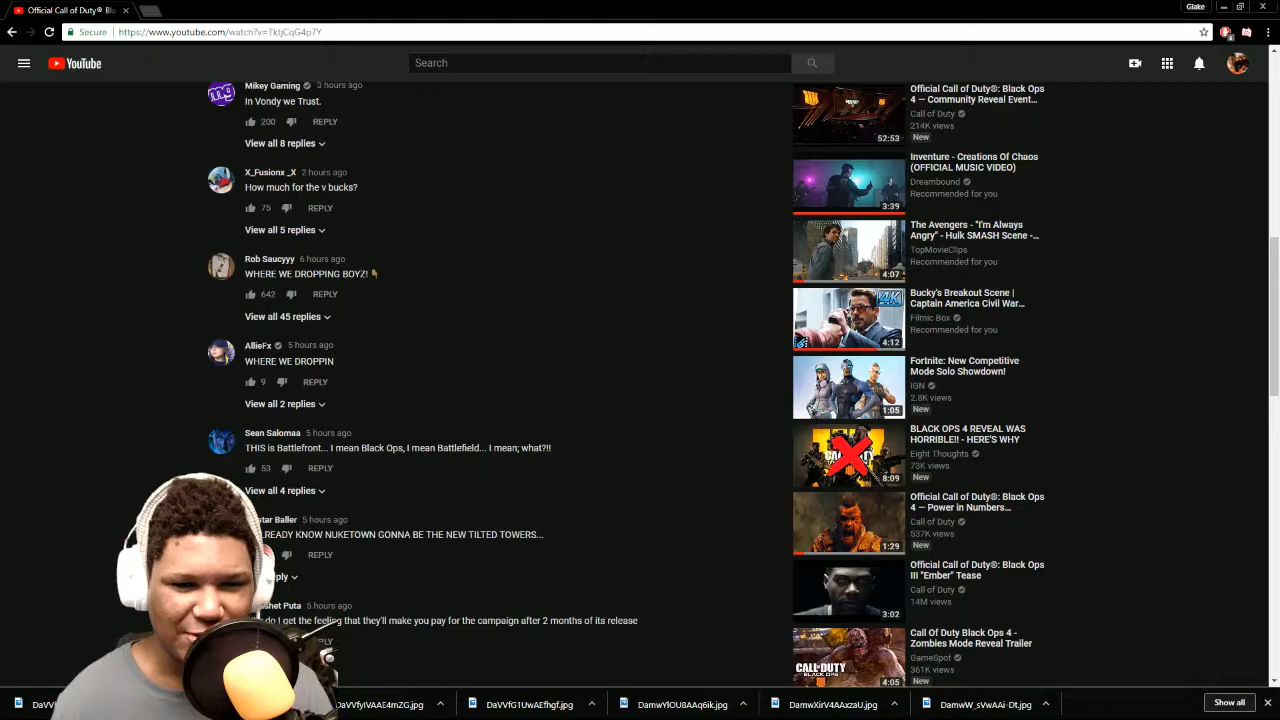 Official Call of Duty® Bla
Glake
Secure
https://www.youtube.com/watch?v=TktjCqG4p7Y
YouTube
Search
Mikey Gaming 3 hours ago
In Vondy we Trust.
200 REPLY
View all 8 replies
X_Fusionx _X 2 hours ago
How much for the v bucks?
75 REPLY
View all 5 replies
Rob Saucyyy 6 hours ago
WHERE WE DROPPING BOYZ!
642 REPLY
View all 45 replies
AllieFx 5 hours ago
WHERE WE DROPPIN
9 REPLY
View all 2 replies
Sean Salomaa 5 hours ago
THIS is Battlefront... I mean Black Ops, I mean Battlefield... I mean; what?!!
53 REPLY
View all 4 replies
star Baller 5 hours ago
LREADY KNOW NUKETOWN GONNA BE THE NEW TILTED TOWERS...
REPLY
ply
shet Puta 5 hours ago
do I get the feeling that they'll make you pay for the campaign after 2 months of its release
Official Call of Duty®: Black Ops
4 — Community Reveal Event...
Call of Duty
214K views
New
52:53
Inventure - Creations Of Chaos
(OFFICIAL MUSIC VIDEO)
Dreambound
Recommended for you
3:39
The Avengers - "I'm Always
Angry" - Hulk SMASH Scene -...
TopMovieClips
Recommended for you
4:07
Bucky's Breakout Scene |
Captain America Civil War...
Filmic Box
Recommended for you
4K
4:12
Fortnite: New Competitive
Mode Solo Showdown!
IGN
2.8K views
New
1:05
BLACK OPS 4 REVEAL WAS
HORRIBLE!! - HERE'S WHY
Eight Thoughts
73K views
New
8:09
Official Call of Duty®: Black Ops
4 — Power in Numbers...
Call of Duty
537K views
New
1:29
Official Call of Duty®: Black Ops
III "Ember" Tease
Call of Duty
14M views
3:02
Call Of Duty Black Ops 4 -
Zombies Mode Reveal Trailer
GameSpot
361K views
New
CALL OF DUTY
BLACK OPS
4:05
DaVVfG1UwAEfhgf.jpg
DamwYlOU8AAq6ik.jpg
DamwXirV4AAxzaU.jpg
DamwW_sVwAAi-Dt.jpg
Show all